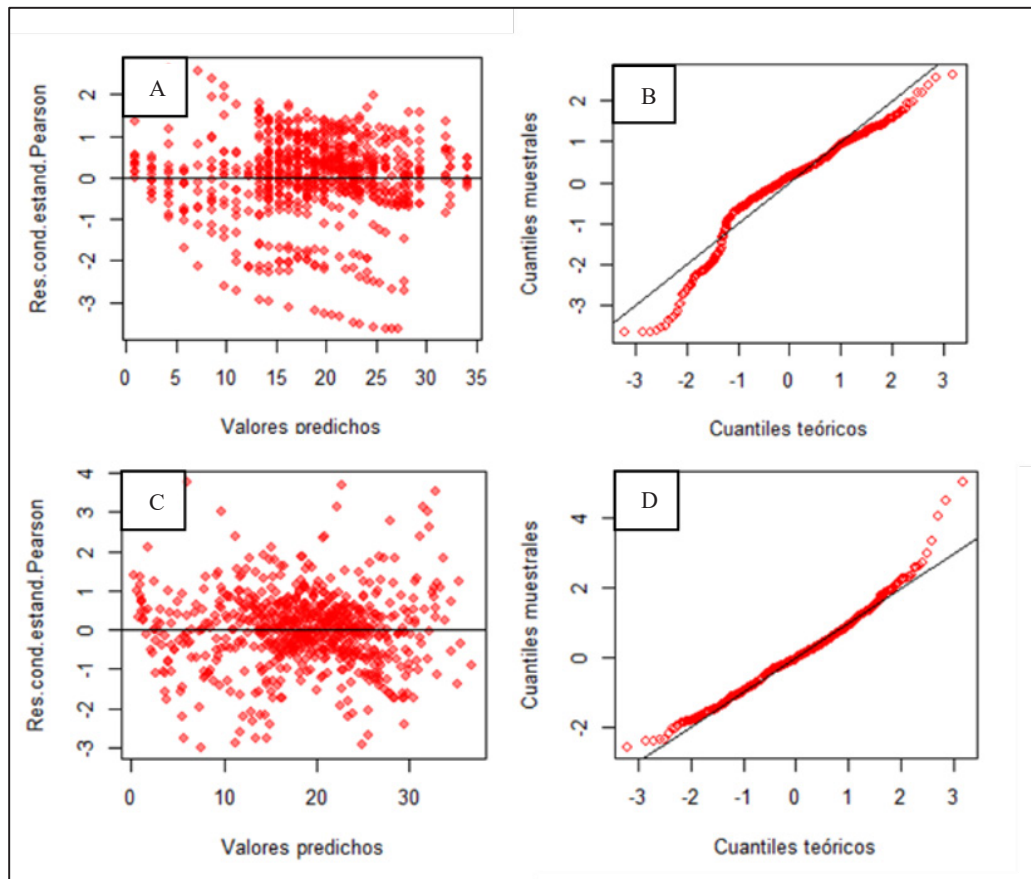 A
Res.cond.estand.Pearson
2
1
0
-1
-2
-3
0 5 10 15 20 25 30 35
Valores predichos
B
Cuantiles muestrales
2
1
0
-1
-2
-3
-3 -2 -1 0 1 2 3
Cuantiles teóricos
C
Res.cond.estand.Pearson
4
3
2
1
0
-1
-2
-3
0 10 20 30
Valores predichos
D
Cuantiles muestrales
4
2
0
-2
-3 -2 -1 0 1 2 3
Cuantiles teóricos